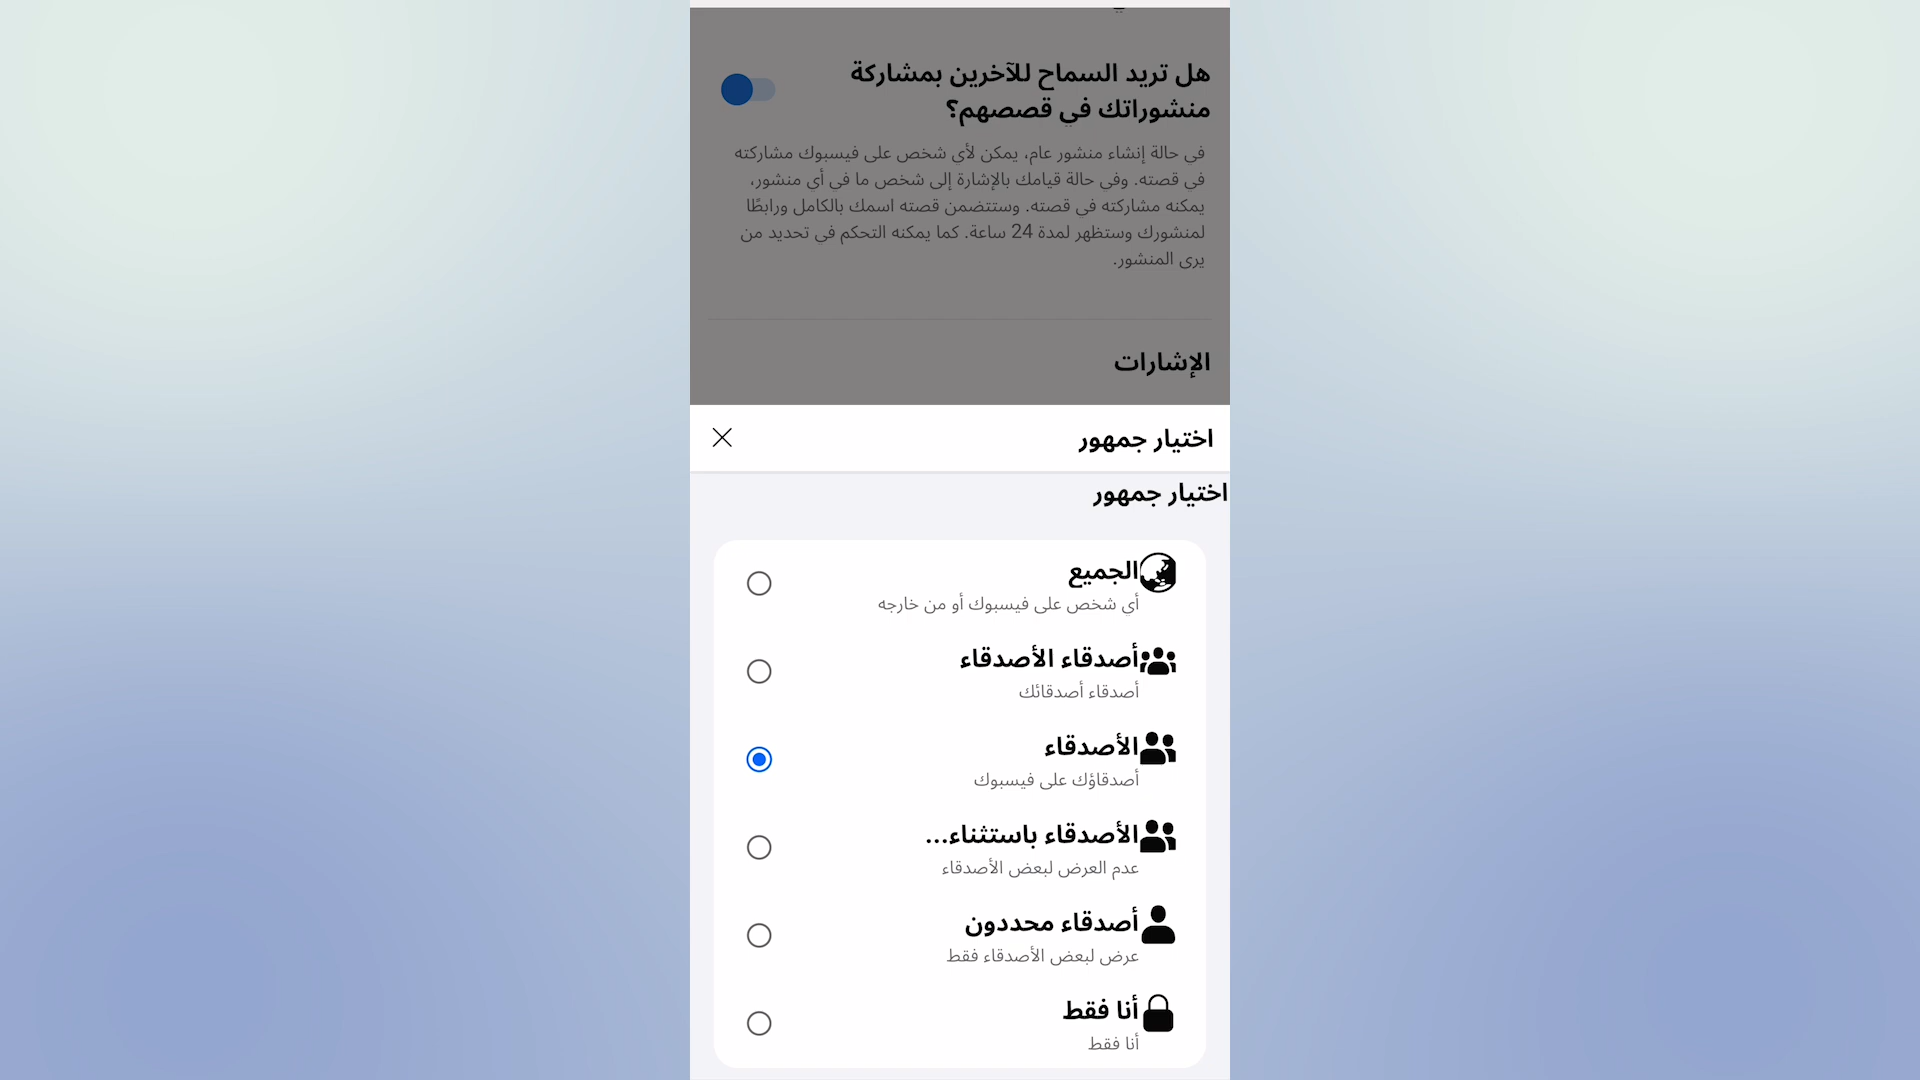 هل تريد السماح للآخرين بمشاركة
منشوراتك في قصصهم؟
في حالة إنشاء منشور عام، يمكن لأي شخص على فيسبوك مشاركته
في قصته. وفي حالة قيامك بالإشارة إلى شخص ما في أي منشور،
يمكنه مشاركته في قصته. وستتضمن قصته اسمك بالكامل ورابطًا
لمنشورك وستظهر لمدة 24 ساعة. كما يمكنه التحكم في تحديد من
يرى المنشور.
الإشارات
اختيار جمهور
اختيار جمهور
الجميع
أي شخص على فيسبوك أو من خارجه
أصدقاء الأصدقاء
أصدقاء أصدقائك
الأصدقاء
أصدقاؤك على فيسبوك
الأصدقاء باستثناء...
عدم العرض لبعض الأصدقاء
أصدقاء محددون
عرض لبعض الأصدقاء فقط
أنا فقط
أنا فقط